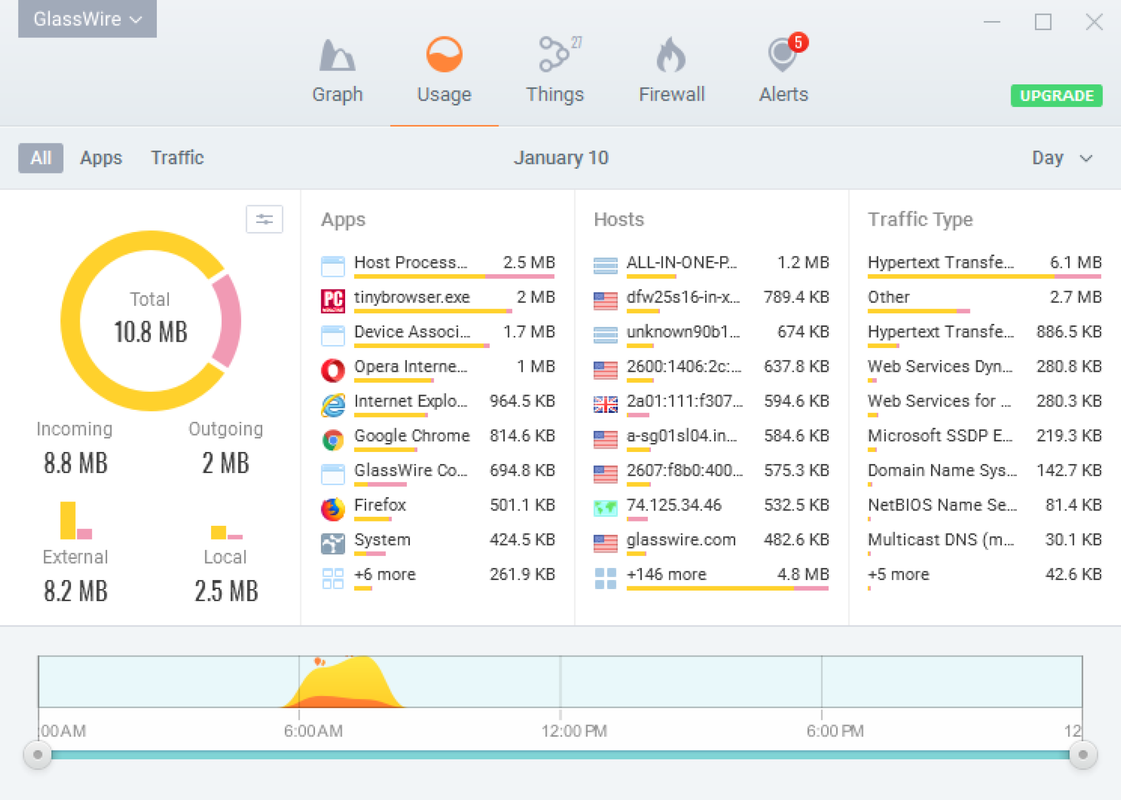 GlassWire
Graph
Usage
27
Things
Firewall
5
Alerts
UPGRADE
All Apps Traffic
January 10
Day
Total
10.8 MB
Incoming Outgoing
8.8 MB 2 MB
External Local
8.2 MB 2.5 MB
Apps
Host Process... 2.5 MB
PC
tinybrowser.exe 2 MB
Device Associ... 1.7 MB
Opera Interne... 1 MB
Internet Explo... 964.5 KB
Google Chrome 814.6 KB
GlassWire Co... 694.8 KB
Firefox 501.1 KB
System 424.5 KB
+6 more 261.9 KB
Hosts
ALL-IN-ONE-P... 1.2 MB
dfw25s16-in-x... 789.4 KB
unknown90b1... 674 KB
2600:1406:2c:... 637.8 KB
2a01:111:f307... 594.6 KB
a-sg01sl04.in... 584.6 KB
2607:f8b0:400... 575.3 KB
74.125.34.46 532.5 KB
glasswire.com 482.6 KB
+146 more 4.8 MB
Traffic Type
Hypertext Transfe... 6.1 MB
Other 2.7 MB
Hypertext Transfe... 886.5 KB
Web Services Dyn... 280.8 KB
Web Services for ... 280.3 KB
Microsoft SSDP E... 219.3 KB
Domain Name Sys... 142.7 KB
NetBIOS Name Se... 81.4 KB
Multicast DNS (m... 30.1 KB
+5 more 42.6 KB
:00AM 6:00AM 12:00 PM 6:00 PM 12